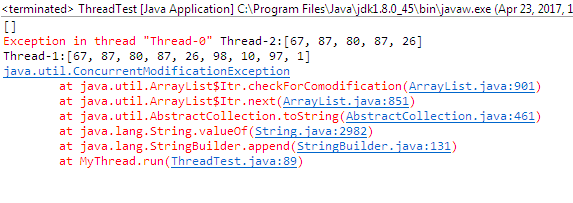 <terminated> ThreadTest [Java Application] C:\Program Files\Java\jdk1.8.0_45\bin\javaw.exe (Apr 23, 2017, 1
[]
Exception in thread "Thread-0" Thread-2:[67, 87, 80, 87, 26]
Thread-1:[67, 87, 80, 87, 26, 98, 10, 97, 1]
java.util.ConcurrentModificationException
at java.util.ArrayList$Itr.checkForComodification(ArrayList.java:901)
at java.util.ArrayList$Itr.next(ArrayList.java:851)
at java.util.AbstractCollection.toString(AbstractCollection.java:461)
at java.lang.String.valueOf(String.java:2982)
at java.lang.StringBuilder.append(StringBuilder.java:131)
at MyThread.run(ThreadTest.java:89)